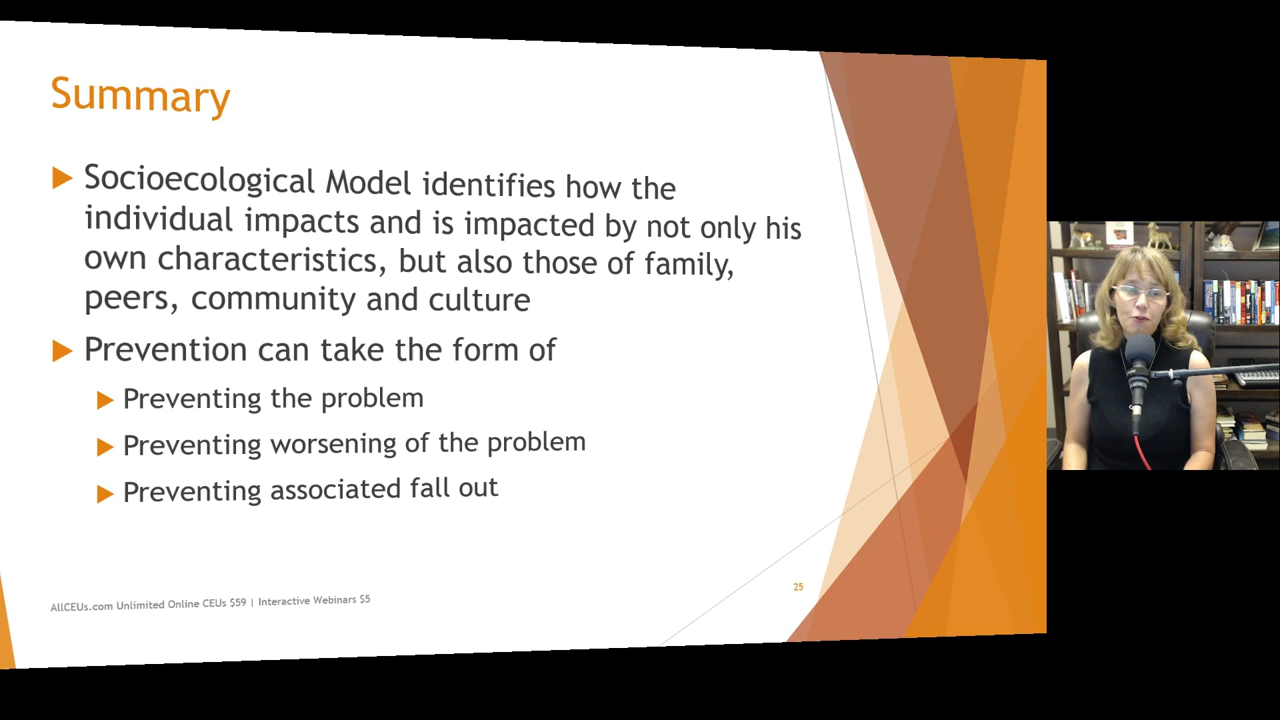 Summary
Socioecological Model identifies how the
individual impacts and is impacted by not only his
own characteristics, but also those of family,
peers, community and culture
Prevention can take the form of
Preventing the problem
Preventing worsening of the problem
Preventing associated fall out
25
AllCEUs.com Unlimited Online CEUs $59 | Interactive Webinars $5